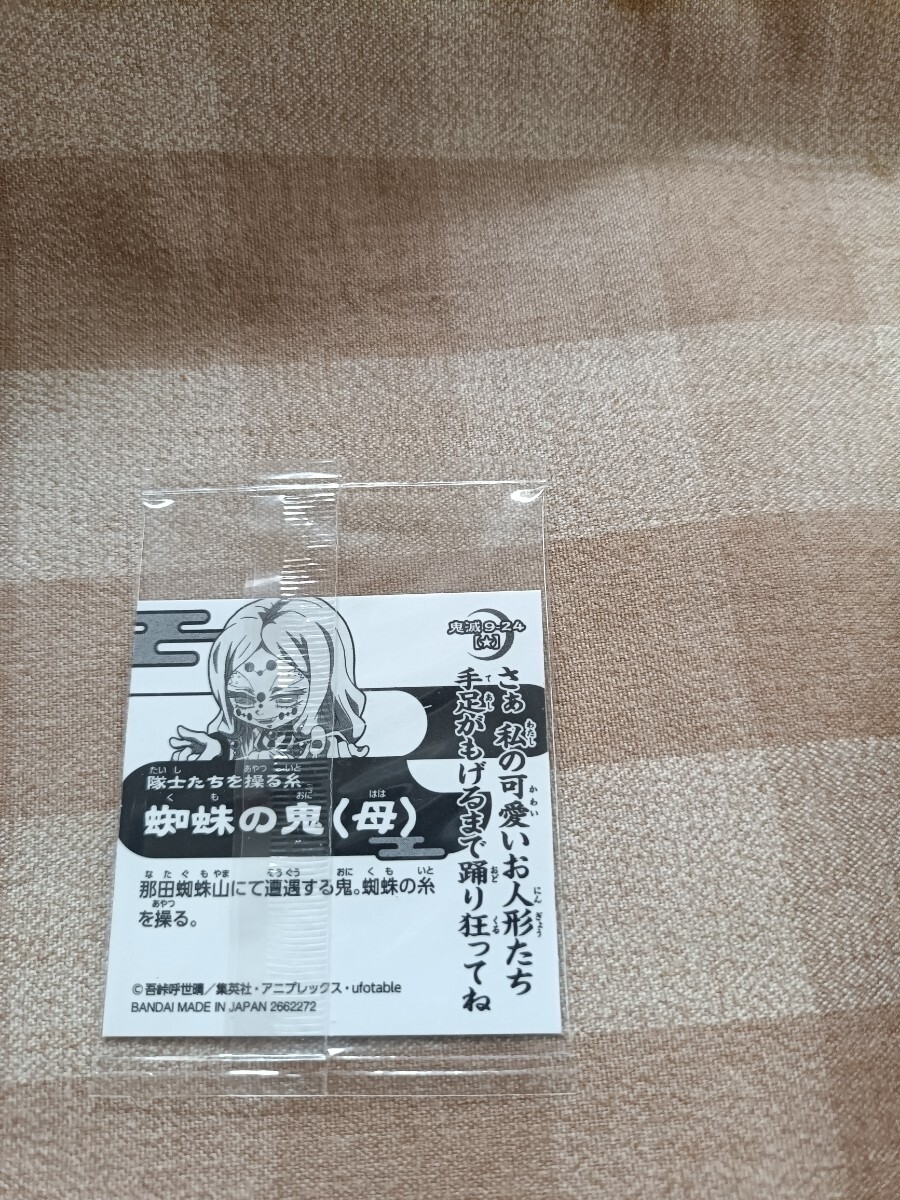 鬼滅9-24
[★]
さぁ 私の可愛いお人形たち
手足がもげるまで踊り狂ってね
隊士たちを操る糸
蜘蛛の鬼(母)
那田蜘蛛山にて遭遇する鬼。蜘蛛の糸
を操る。
©吾峠呼世晴／集英社・アニプレックス・ufotable
BANDAI MADE IN JAPAN 2662272